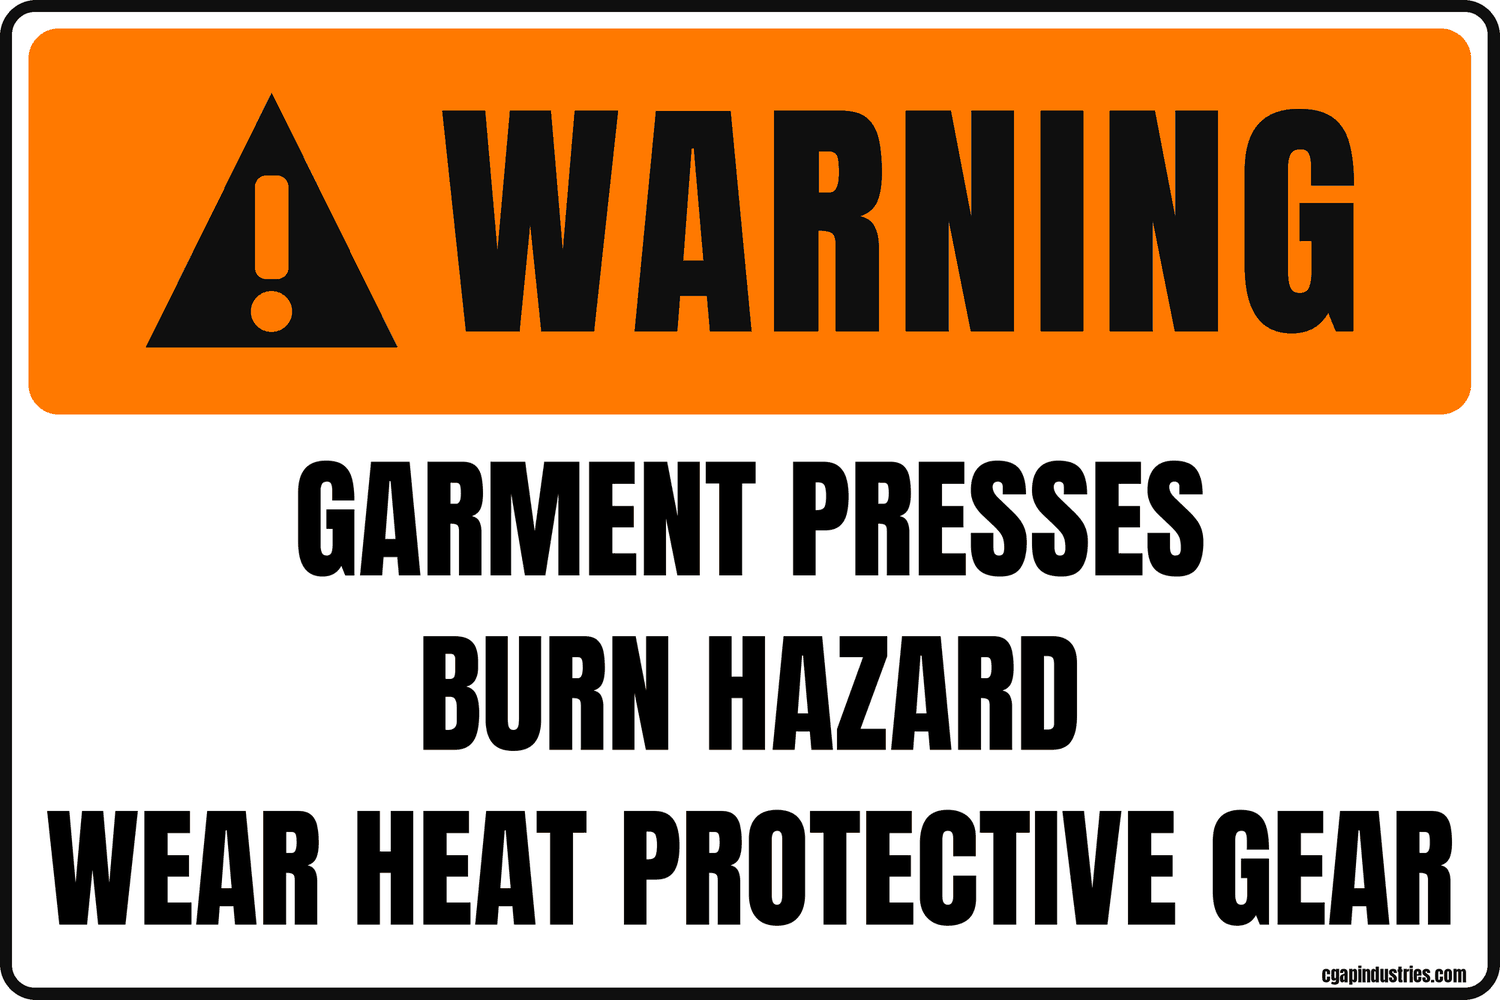 WARNING
GARMENT PRESSES
BURN HAZARD
WEAR HEAT PROTECTIVE GEAR
cgapindustries.com